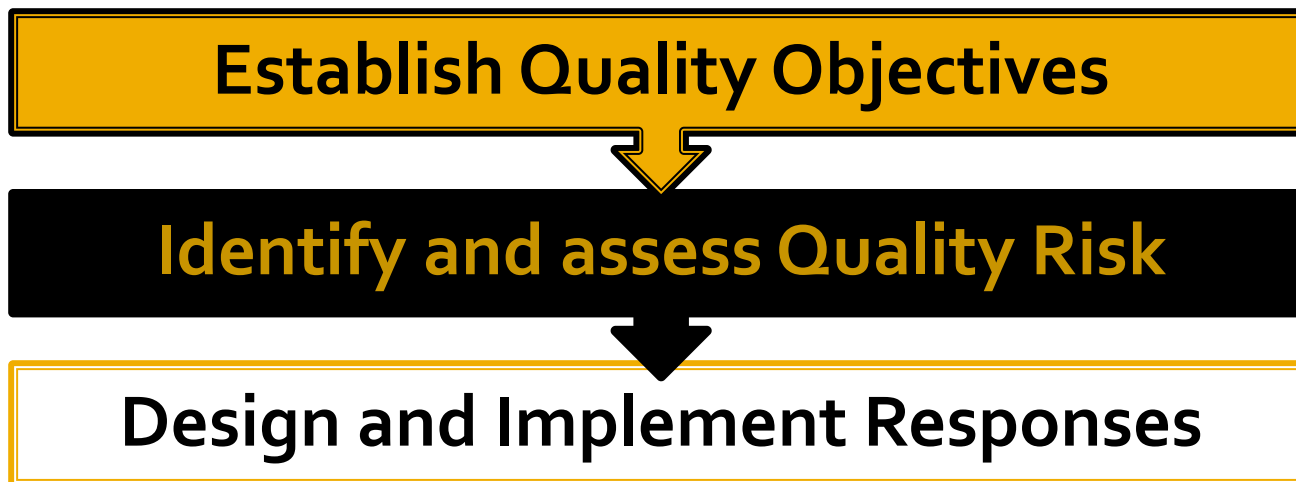 Establish Quality Objectives
Identify and assess Quality Risk
Design and Implement Responses